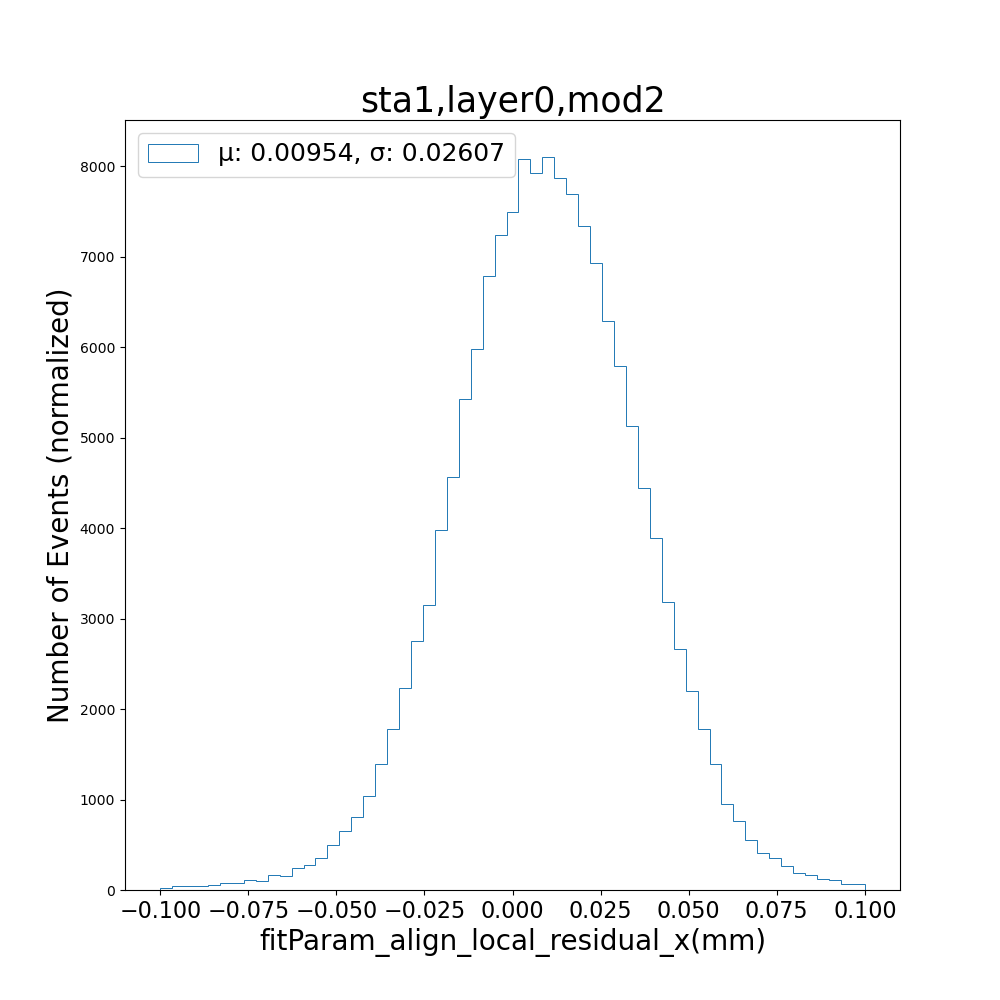 sta1,layer0,mod2
μ: 0.00954, σ: 0.02607
8000
7000
6000
5000
4000
3000
2000
1000
0
Number of Events (normalized)
−0.100 −0.075 −0.050 −0.025 0.000 0.025 0.050 0.075 0.100
fitParam_align_local_residual_x(mm)